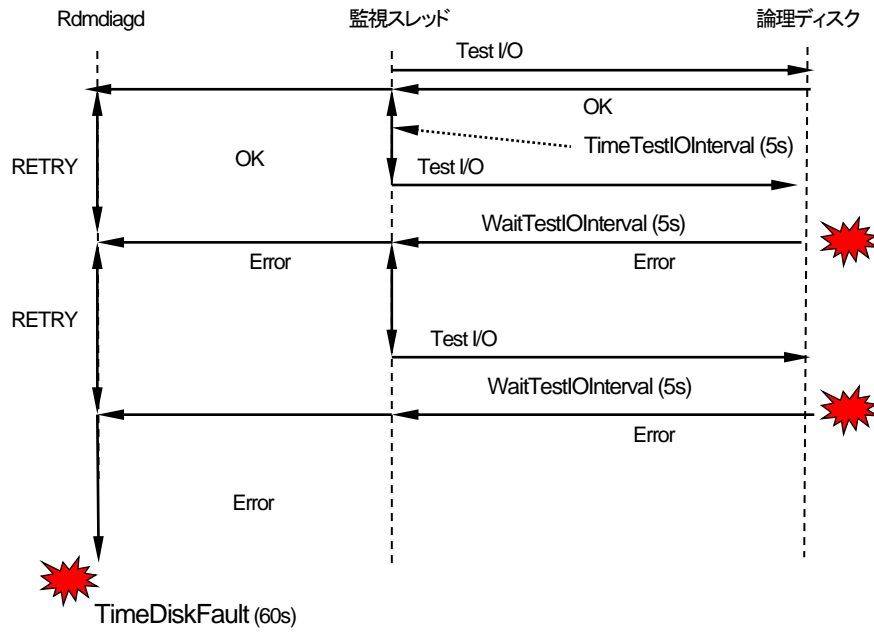 Rdmdiagd
監視スレッド
論理ディスク
Test I/O
OK
TimeTestIOInterval (5s)
OK
RETRY
Test I/O
WaitTestIOInterval (5s)
Error
Error
RETRY
Test I/O
WaitTestIOInterval (5s)
Error
Error
TimeDiskFault (60s)